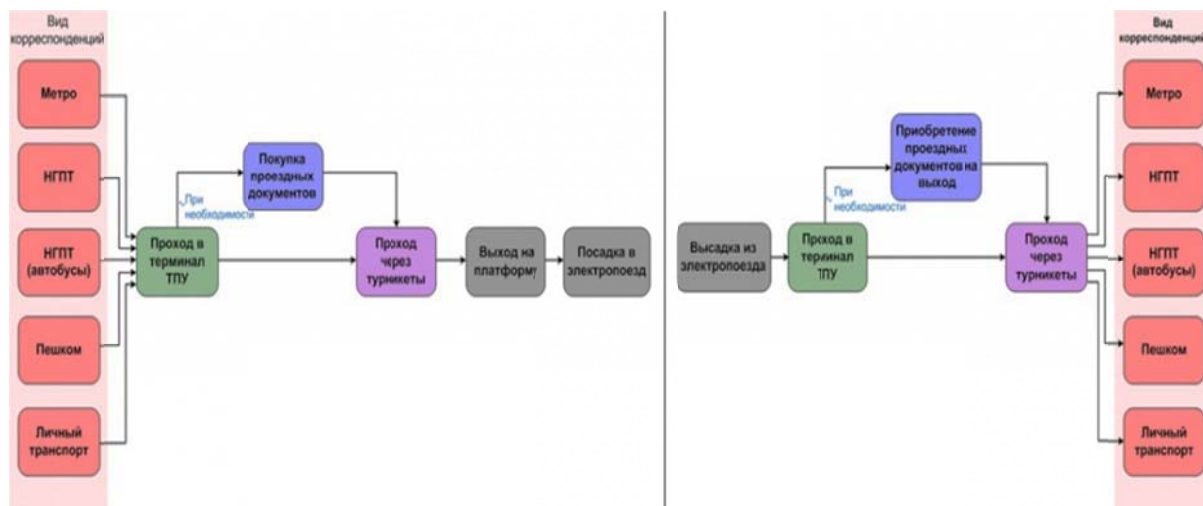 Вид
корреспонденций
Метро
НГПТ
НГПТ
(автобусы)
Пешком
Личный
транспорт
Покупка
проездных
документов
При
необходимости
Проход в
терминал
ТПУ
Проход
через
турникеты
Выход на
платформу
Посадка в
электропоезд
Высадка из
электропоезда
Проход в
терминал
ТПУ
При
необходимости
Приобретение
проездных
документов на
выход
Проход
через
турникеты
Вид
корреспонденций
Метро
НГПТ
НГПТ
(автобусы)
Пешком
Личный
транспорт